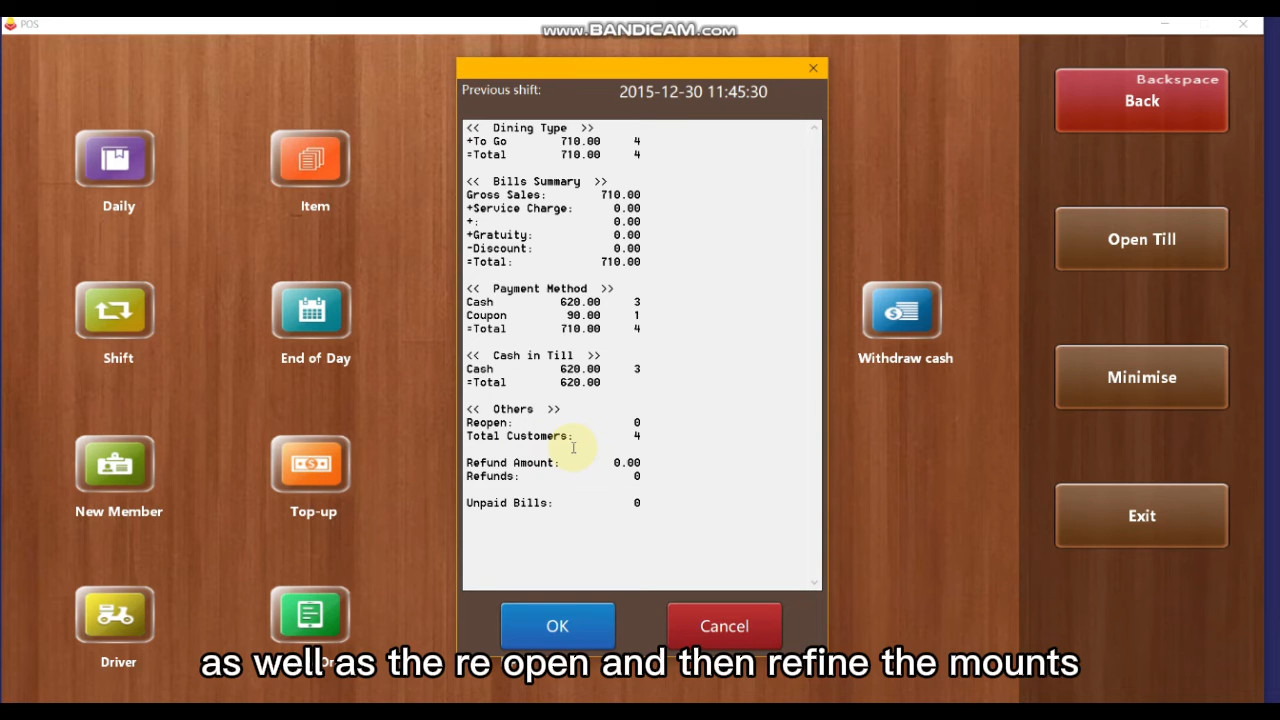 POS
www.BANDICAM.com
Previous shift: 2015-12-30 11:45:30
<< Dining Type >>
+To Go 710.00 4
=Total 710.00 4
<< Bills Summary >>
Gross Sales: 710.00
+Service Charge: 0.00
+: 0.00
+Gratuity: 0.00
-Discount: 0.00
=Total: 710.00
<< Payment Method >>
Cash 620.00 3
Coupon 90.00 1
=Total 710.00 4
<< Cash in Till >>
Cash 620.00 3
=Total 620.00
<< Others >>
Reopen: 0
Total Customers: 4
Refund Amount: 0.00
Refunds: 0
Unpaid Bills: 0
OK
Cancel
Daily
Item
Shift
End of Day
New Member
Top-up
Driver
Withdraw cash
Backspace
Back
Open Till
Minimise
Exit
as well as the re open and then refine the mounts